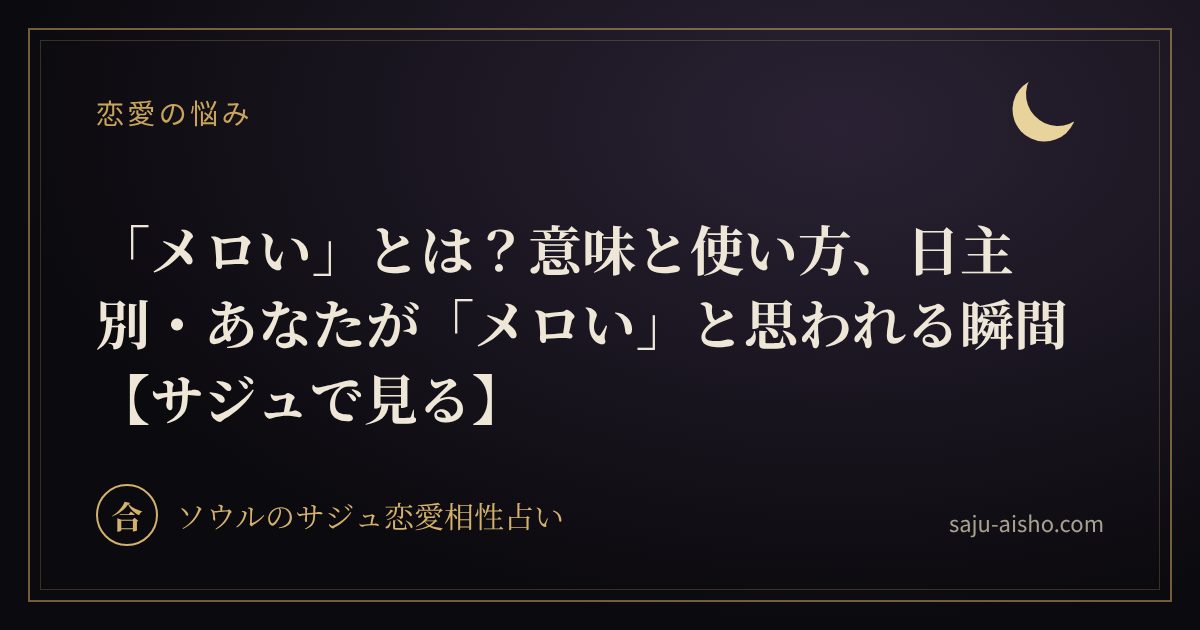 恋愛の悩み
「メロい」とは？意味と使い方、日主
別・あなたが「メロい」と思われる瞬間
【サジュで見る】
合 ソウルのサジュ恋愛相性占い
saju-aisho.com